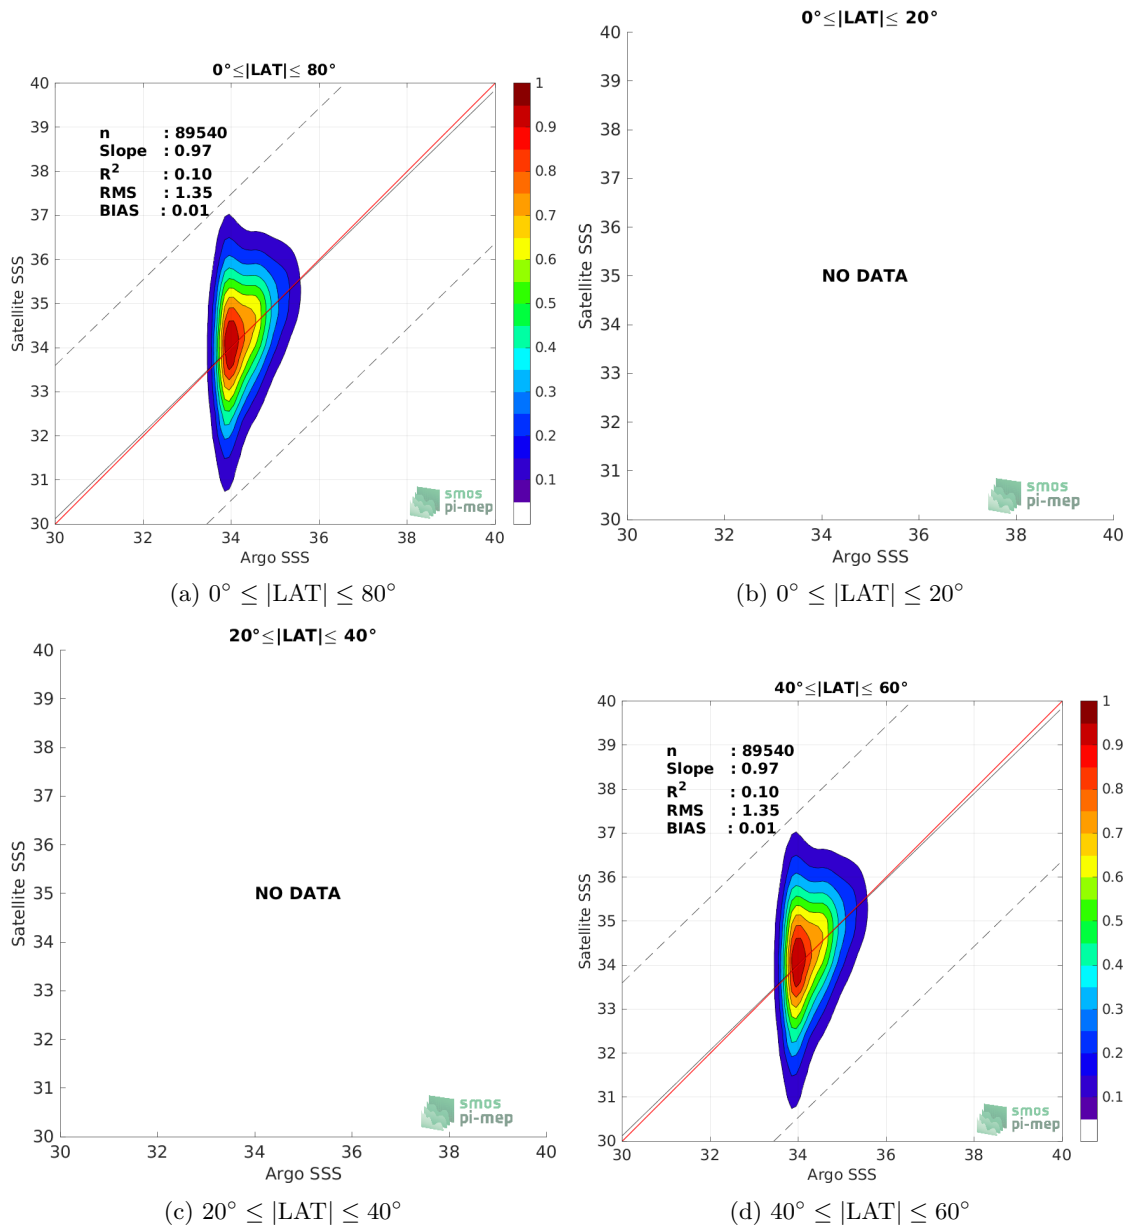 0°≤|LAT|≤ 80°
40
39
38
37
36
35
34
33
32
31
30
Satellite SSS
n : 89540
Slope : 0.97
R² : 0.10
RMS : 1.35
BIAS : 0.01
smos
pi-mep
30 32 34 36 38 40
Argo SSS
1
0.9
0.8
0.7
0.6
0.5
0.4
0.3
0.2
0.1
(a) 0° ≤ |LAT| ≤ 80°
0°≤|LAT|≤ 20°
40
39
38
37
36
35
34
33
32
31
30
Satellite SSS
NO DATA
smos
pi-mep
30 32 34 36 38 40
Argo SSS
(b) 0° ≤ |LAT| ≤ 20°
20°≤|LAT|≤ 40°
40
39
38
37
36
35
34
33
32
31
30
Satellite SSS
NO DATA
smos
pi-mep
30 32 34 36 38 40
Argo SSS
(c) 20° ≤ |LAT| ≤ 40°
40°≤|LAT|≤ 60°
40
39
38
37
36
35
34
33
32
31
30
Satellite SSS
n : 89540
Slope : 0.97
R² : 0.10
RMS : 1.35
BIAS : 0.01
smos
pi-mep
30 32 34 36 38 40
Argo SSS
1
0.9
0.8
0.7
0.6
0.5
0.4
0.3
0.2
0.1
(d) 40° ≤ |LAT| ≤ 60°